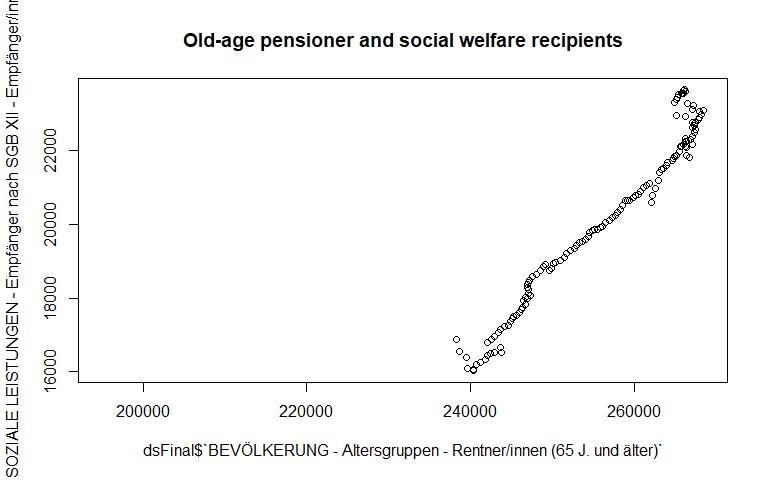 Old-age pensioner and social welfare recipients
SOZIALE LEISTUNGEN - Empfänger nach SGB XII - Empfänger/in
22000
20000
18000
16000
200000
220000
240000
260000
dsFinal$`BEVÖLKERUNG - Altersgruppen - Rentner/innen (65 J. und älter)`